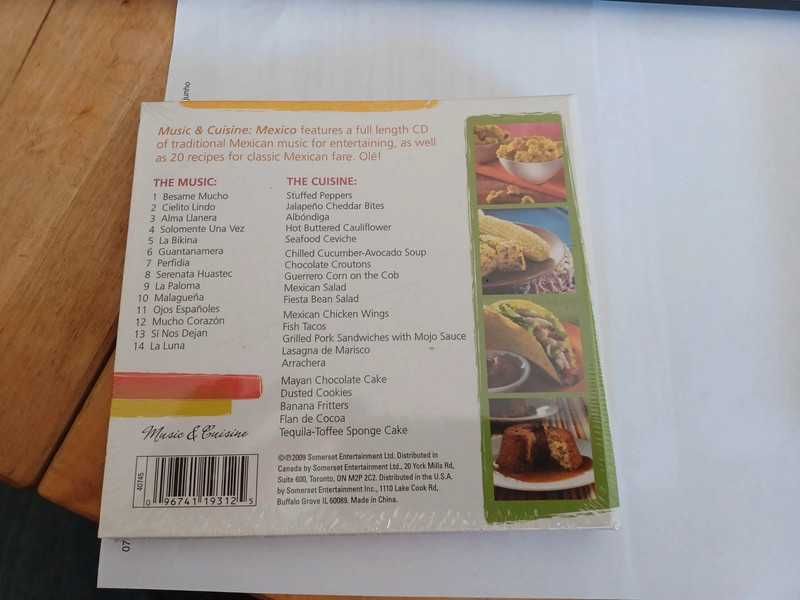 junho
Music & Cuisine: Mexico features a full length CD
of traditional Mexican music for entertaining, as well
as 20 recipes for classic Mexican fare. Olé!
THE MUSIC:
1 Besame Mucho
2 Cielito Lindo
3 Alma Llanera
4 Solomente Una Vez
5 La Bikina
6 Guantanamera
7 Perfidia
8 Serenata Huastec
9 La Paloma
10 Malagueña
11 Ojos Españoles
12 Mucho Corazón
13 Si Nos Dejan
14 La Luna
THE CUISINE:
Stuffed Peppers
Jalapeño Cheddar Bites
Albóndiga
Hot Buttered Cauliflower
Seafood Ceviche
Chilled Cucumber-Avocado Soup
Chocolate Croutons
Guerrero Corn on the Cob
Mexican Salad
Fiesta Bean Salad
Mexican Chicken Wings
Fish Tacos
Grilled Pork Sandwiches with Mojo Sauce
Lasagna de Marisco
Arrachera
Mayan Chocolate Cake
Dusted Cookies
Banana Fritters
Flan de Cocoa
Tequila-Toffee Sponge Cake
Music & Cuisine
40745
0 96741 19312 5
©℗2009 Somerset Entertainment Ltd. Distributed in
Canada by Somerset Entertainment Ltd., 20 York Mills Rd,
Suite 600, Toronto, ON M2P 2C2. Distributed in the U.S.A.
by Somerset Entertainment Inc., 1110 Lake Cook Rd,
Buffalo Grove IL 60089. Made in China.
07